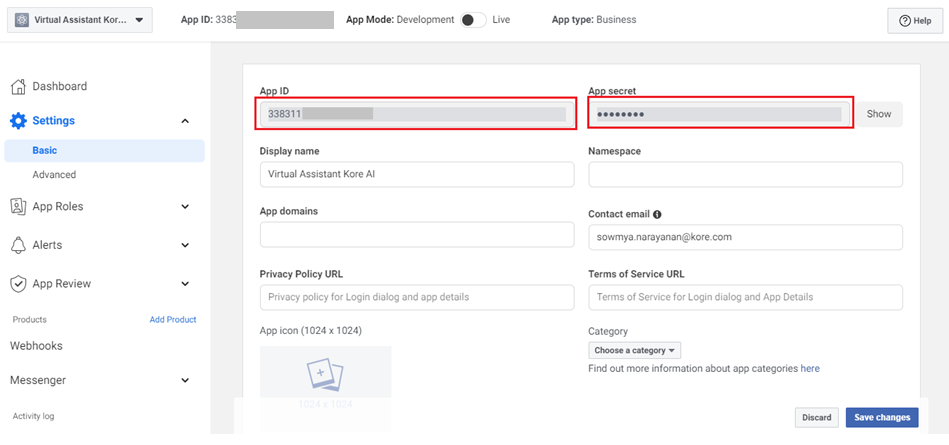 Virtual Assistant Kor...
App ID: 3383
App Mode: Development
Live
App type: Business
Help
Dashboard
Settings
Basic
Advanced
App Roles
Alerts
App Review
Products
Add Product
Webhooks
Messenger
Activity log
App ID
App secret
338311
●●●●●●●●
Show
Display name
Namespace
Virtual Assistant Kore AI
App domains
Contact email
sowmya.narayanan@kore.com
Privacy Policy URL
Terms of Service URL
Privacy policy for Login dialog and app details
Terms of Service for Login dialog and App Details
App icon (1024 x 1024)
Category
Choose a category
Find out more information about app categories here
1024 x 1024
Discard
Save changes